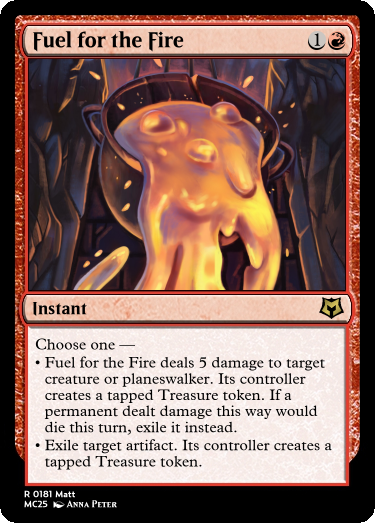 Fuel for the Fire 1
Instant
Choose one —
• Fuel for the Fire deals 5 damage to target
creature or planeswalker. Its controller
creates a tapped Treasure token. If a
permanent dealt damage this way would
die this turn, exile it instead.
• Exile target artifact. Its controller creates a
tapped Treasure token.
R 0181 Matt
MC25 Anna Peter